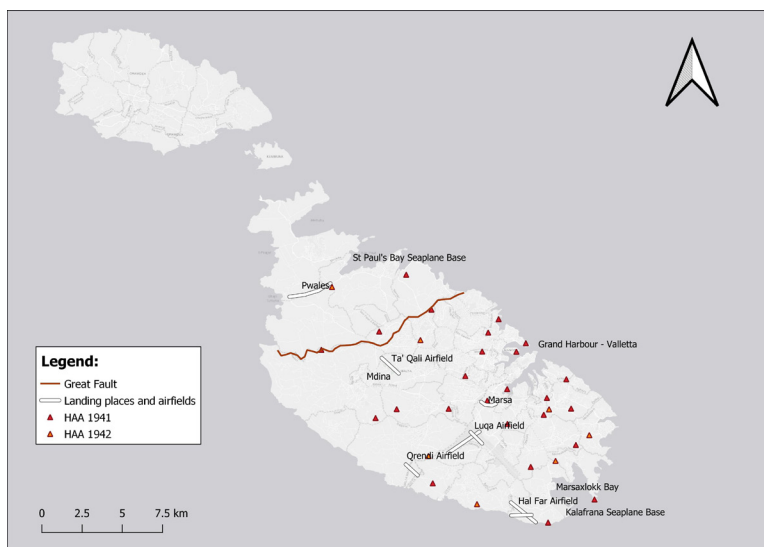 St Paul's Bay Seaplane Base
Pwales
Grand Harbour - Valletta
Ta' Qali Airfield
Mdina
Marsa
Luqa Airfield
Qrendi Airfield
Marsaxlokk Bay
Hal Far Airfield
Kalafrana Seaplane Base
Legend:
Great Fault
Landing places and airfields
HAA 1941
HAA 1942
0 2.5 5 7.5 km